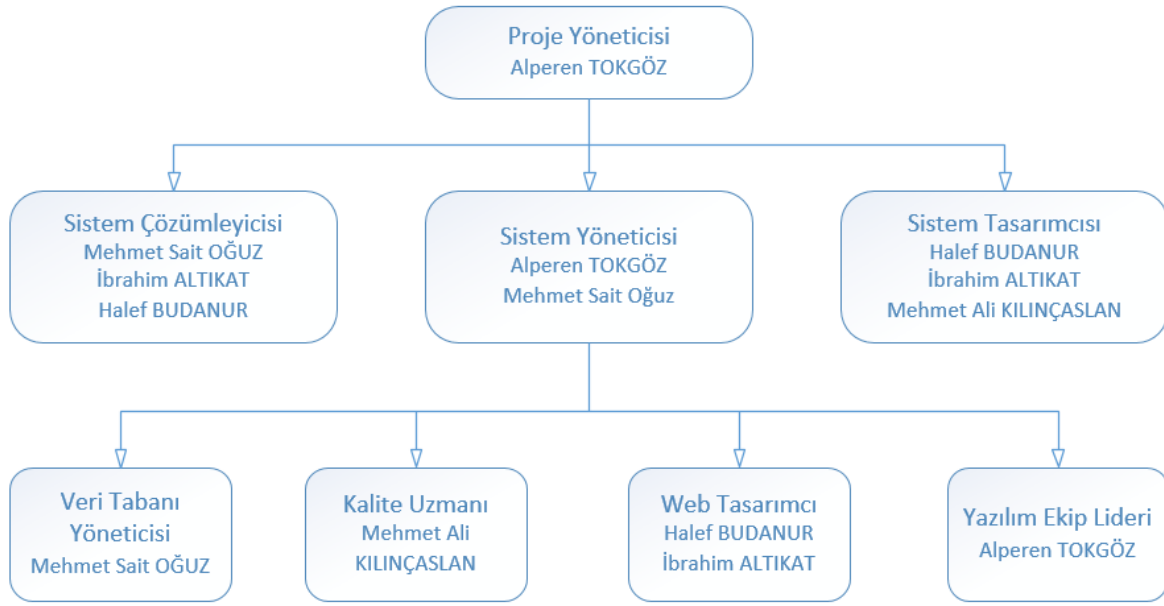 Proje Yöneticisi
Alperen TOKGÖZ
Sistem Çözümleyicisi
Mehmet Sait OĞUZ
İbrahim ALTIKAT
Halef BUDANUR
Sistem Yöneticisi
Alperen TOKGÖZ
Mehmet Sait Oğuz
Sistem Tasarımcısı
Halef BUDANUR
İbrahim ALTIKAT
Mehmet Ali KILINÇASLAN
Veri Tabanı
Yöneticisi
Mehmet Sait OĞUZ
Kalite Uzmanı
Mehmet Ali
KILINÇASLAN
Web Tasarımcı
Halef BUDANUR
İbrahim ALTIKAT
Yazılım Ekip Lideri
Alperen TOKGÖZ